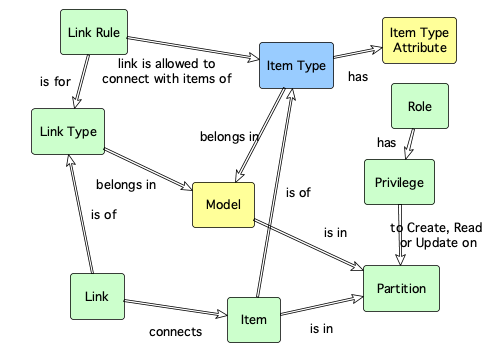 Link Rule
Item Type
Attribute
link is allowed to
connect with items of
Item Type
has
is for
Role
Link Type
belongs in
has
belongs in
Privilege
is of
Model
is of
is in
to Create, Read
or Update on
Link
Partition
connects
Item
is in